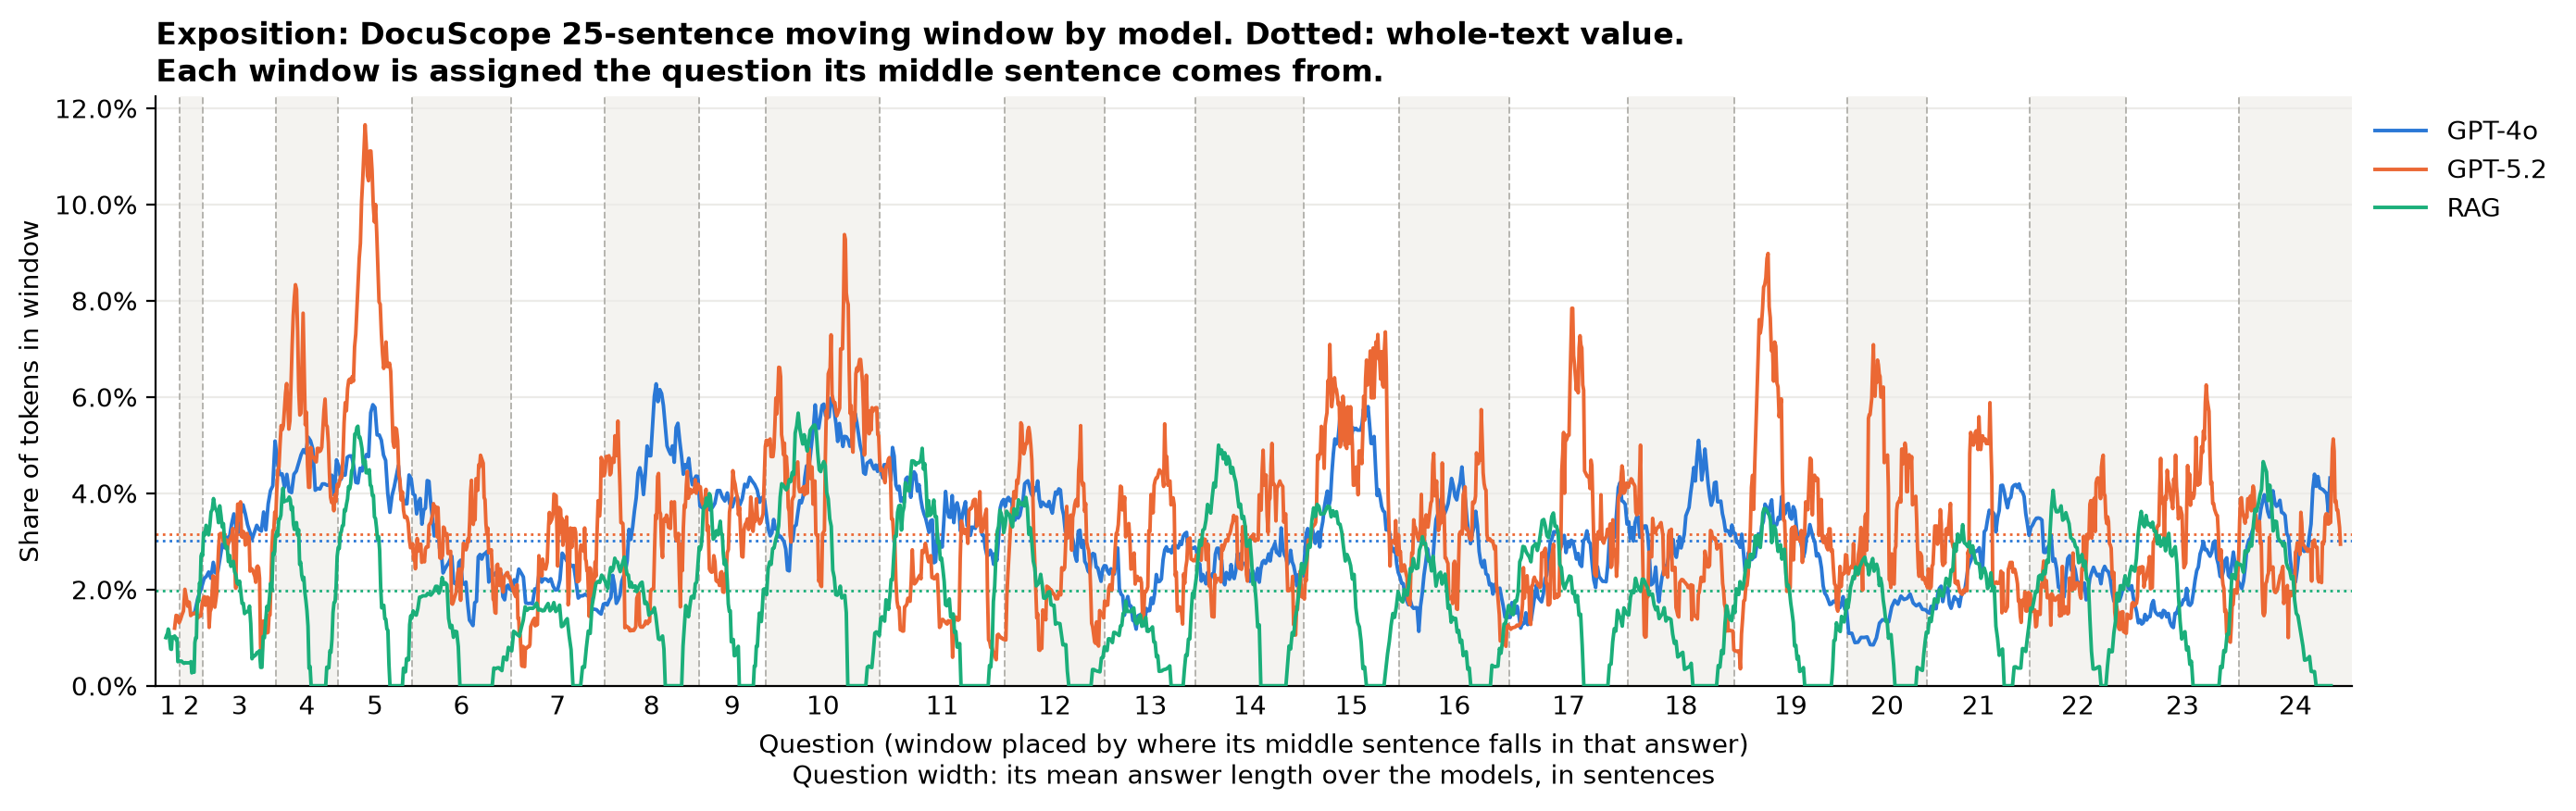 Exposition: DocuScope 25-sentence moving window by model. Dotted: whole-text value.
Each window is assigned the question its middle sentence comes from.
12.0%
10.0%
8.0%
6.0%
4.0%
2.0%
0.0%
Share of tokens in window
GPT-4o
GPT-5.2
RAG
1 2 3 4 5 6 7 8 9 10 11 12 13 14 15 16 17 18 19 20 21 22 23 24
Question (window placed by where its middle sentence falls in that answer)
Question width: its mean answer length over the models, in sentences